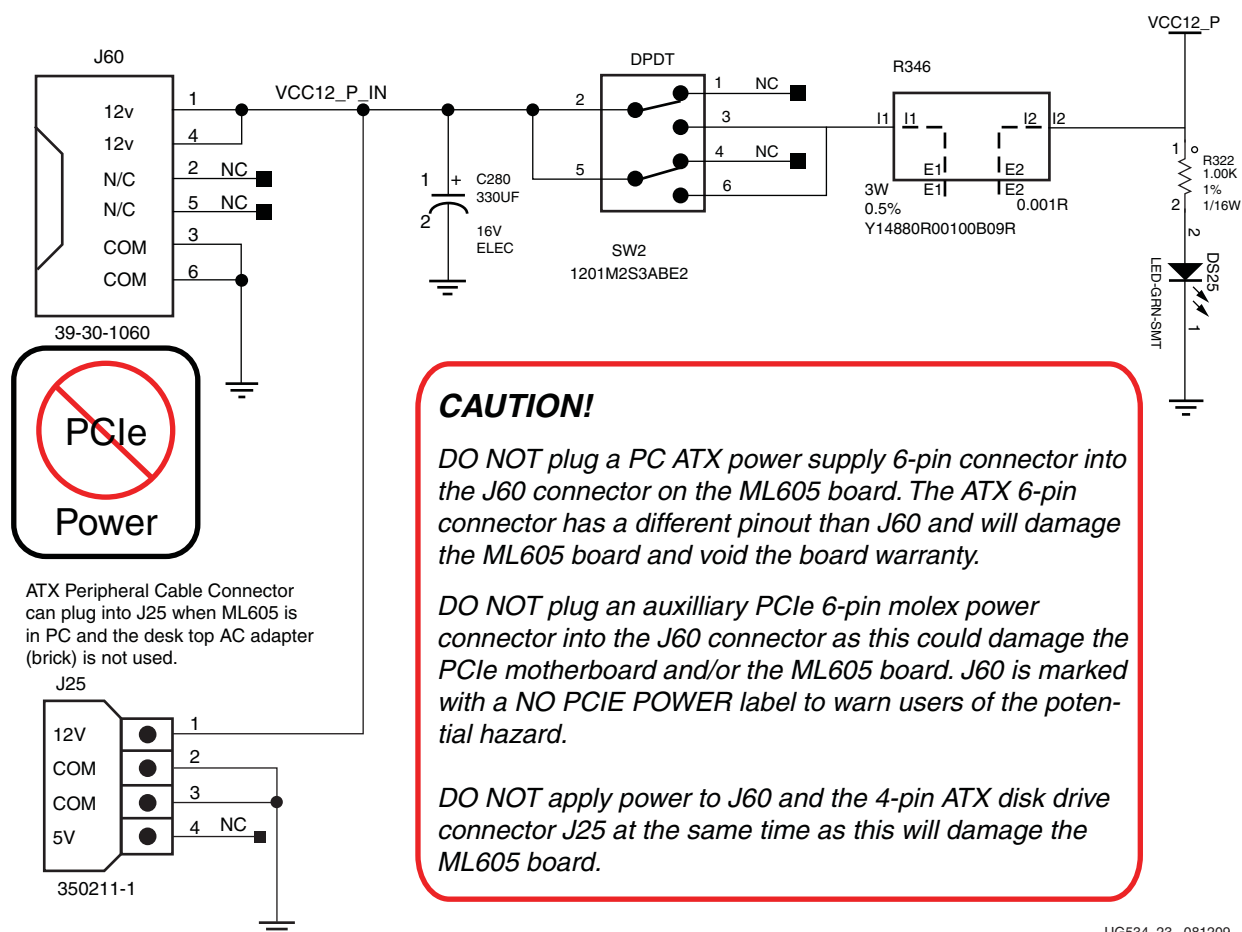 J60
12v
12v
N/C
N/C
COM
COM
1
4
2 NC
5 NC
3
6
39-30-1060
VCC12_P_IN
1 +
2
C280
330UF
16V
ELEC
DPDT
2
5
1 NC
3
4 NC
6
SW2
1201M2S3ABE2
R346
I1 I1 I2 I2
E1 E2
E1 E2
3W
0.5%
0.001R
Y14880R00100B09R
VCC12_P
1
2
R322
1.00K
1%
1/16W
2
DS25
LED-GRN-SMT
1
PCIe
Power
ATX Peripheral Cable Connector
can plug into J25 when ML605 is
in PC and the desk top AC adapter
(brick) is not used.
J25
12V
COM
COM
5V
1
2
3
4 NC
350211-1
CAUTION!
DO NOT plug a PC ATX power supply 6-pin connector into
the J60 connector on the ML605 board. The ATX 6-pin
connector has a different pinout than J60 and will damage
the ML605 board and void the board warranty.
DO NOT plug an auxilliary PCIe 6-pin molex power
connector into the J60 connector as this could damage the
PCIe motherboard and/or the ML605 board. J60 is marked
with a NO PCIE POWER label to warn users of the poten-
tial hazard.
DO NOT apply power to J60 and the 4-pin ATX disk drive
connector J25 at the same time as this will damage the
ML605 board.
UG534_23_081209